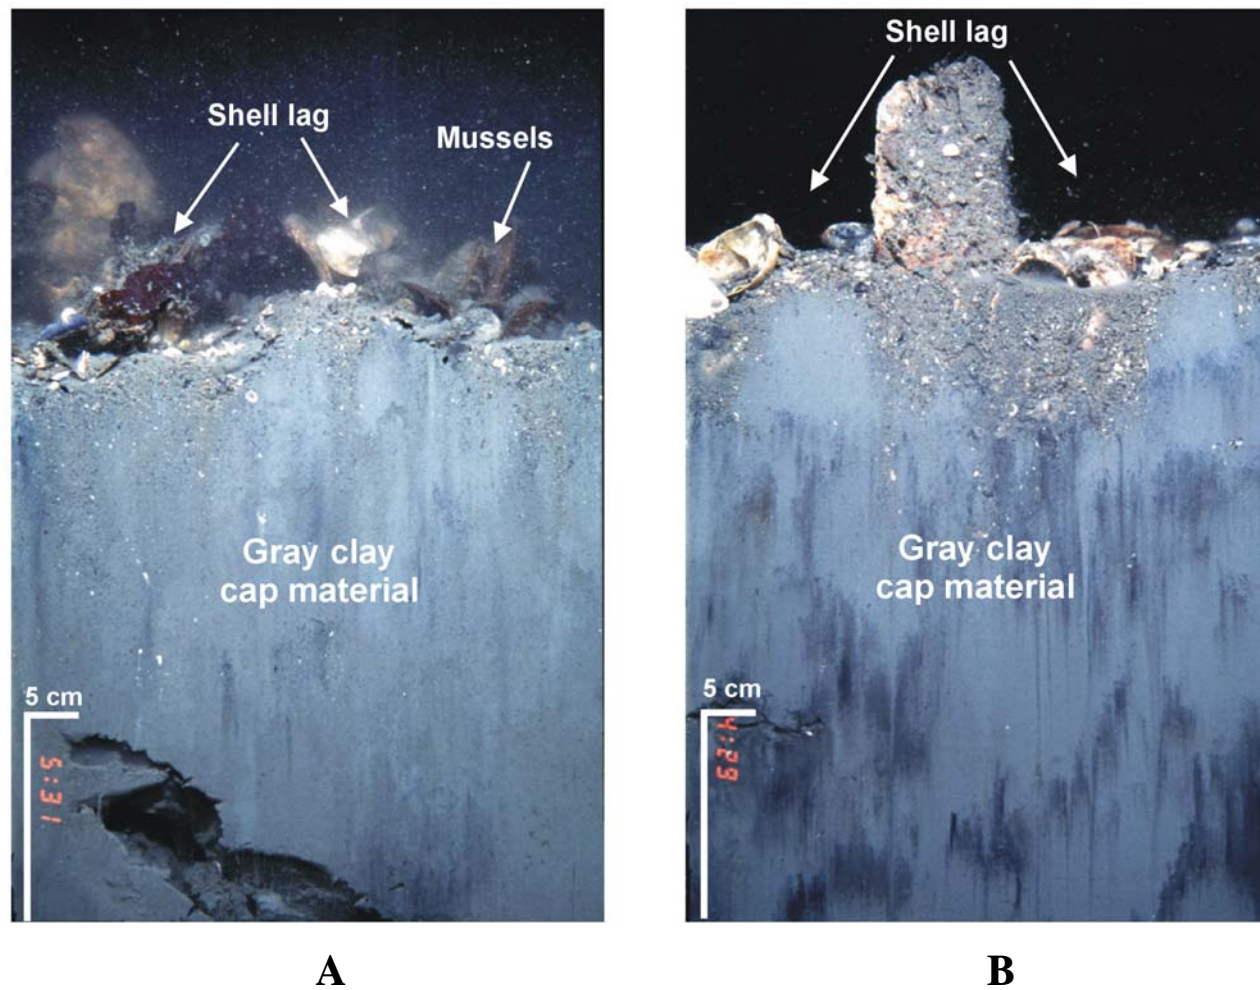 Shell lag
Mussels
Gray clay
cap material
5 cm
5:31
A
Shell lag
Gray clay
cap material
5 cm
4:29
B